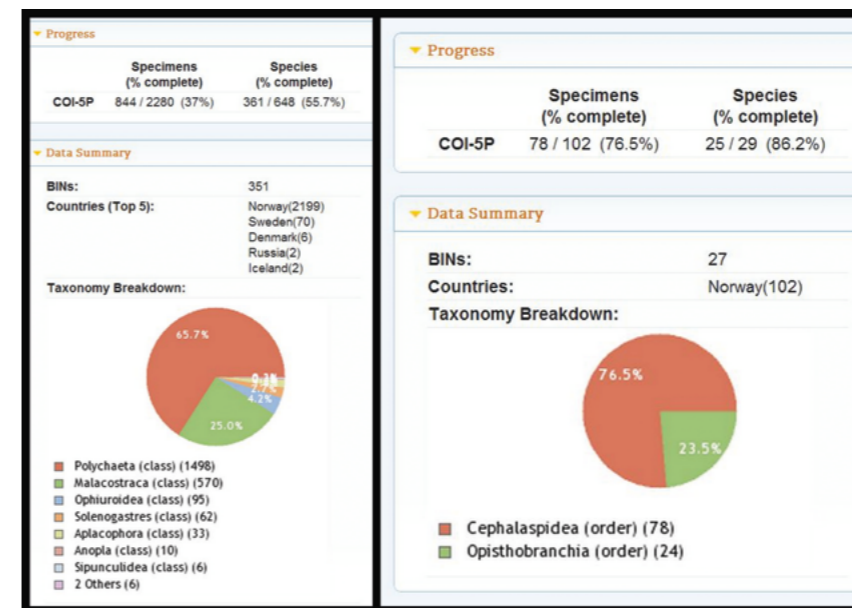 Progress
Specimens Species
(% complete) (% complete)
COI-5P 844 / 2280 (37%) 361 / 648 (55.7%)
Data Summary
BINs: 351
Countries (Top 5): Norway(2199)
Sweden(70)
Denmark(6)
Russia(2)
Iceland(2)
Taxonomy Breakdown:
65.7%
4.2%
25.0%
Polychaeta (class) (1498)
Malacostraca (class) (570)
Ophiuroidea (class) (95)
Solenogastres (class) (62)
Aplacophora (class) (33)
Anopla (class) (10)
Sipunculidea (class) (6)
2 Others (6)
Progress
Specimens Species
(% complete) (% complete)
COI-5P 78 / 102 (76.5%) 25 / 29 (86.2%)
Data Summary
BINs: 27
Countries: Norway(102)
Taxonomy Breakdown:
76.5%
23.5%
Cephalaspidea (order) (78)
Opisthobranchia (order) (24)